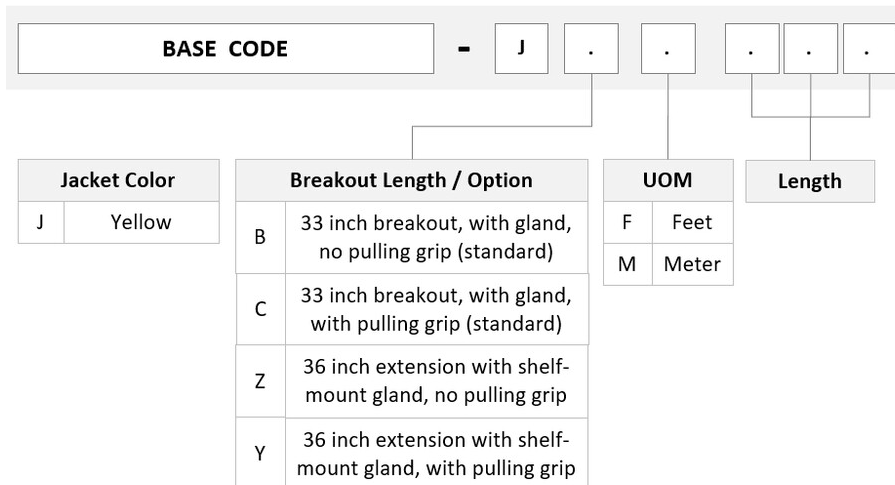 BASE CODE - J . . . . .
Jacket Color
J Yellow
Breakout Length / Option
B 33 inch breakout, with gland,
no pulling grip (standard)
C 33 inch breakout, with gland,
with pulling grip (standard)
Z 36 inch extension with shelf-
mount gland, no pulling grip
Y 36 inch extension with shelf-
mount gland, with pulling grip
UOM
F Feet
M Meter
Length